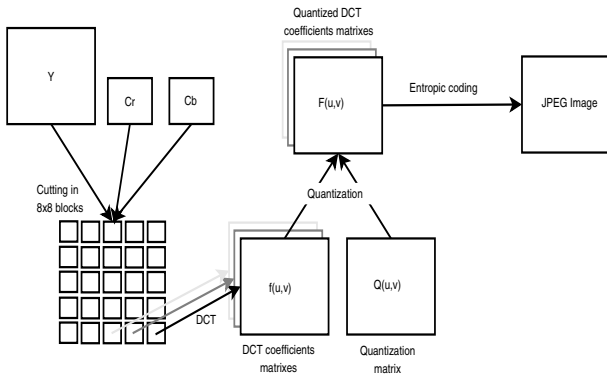 Quantized DCT
coefficients matrixes
Y
Cr
Cb
F(u,v)
Entropic coding
JPEG Image
Cutting in
8x8 blocks
Quantization
f(u,v)
Q(u,v)
DCT
DCT coefficients
matrixes
Quantization
matrix